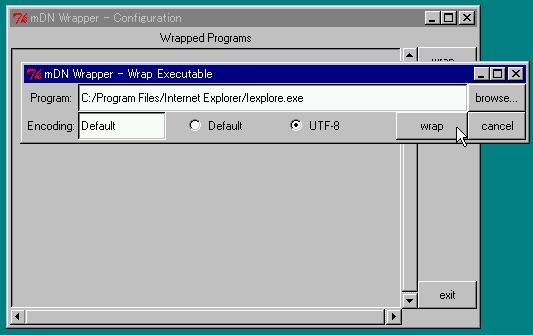 mDN Wrapper - Configuration
Wrapped Programs
wrap...
mDN Wrapper - Wrap Executable
Program: C:/Program Files/Internet Explorer/Iexplore.exe browse...
Encoding: Default Default UTF-8 wrap cancel
exit